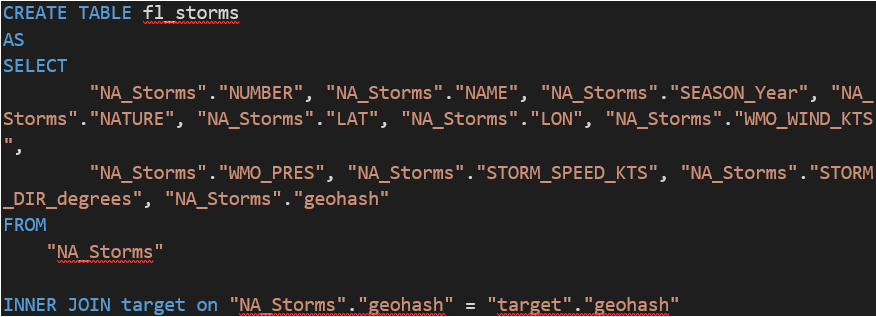 CREATE TABLE fl_storms
AS
SELECT
"NA_Storms"."NUMBER", "NA_Storms"."NAME", "NA_Storms"."SEASON_Year", "NA_
Storms"."NATURE", "NA_Storms"."LAT", "NA_Storms"."LON", "NA_Storms"."WMO_WIND_KTS
",
"NA_Storms"."WMO_PRES", "NA_Storms"."STORM_SPEED_KTS", "NA_Storms"."STORM
_DIR_degrees", "NA_Storms"."geohash"
FROM
"NA_Storms"
INNER JOIN target on "NA_Storms"."geohash" = "target"."geohash"